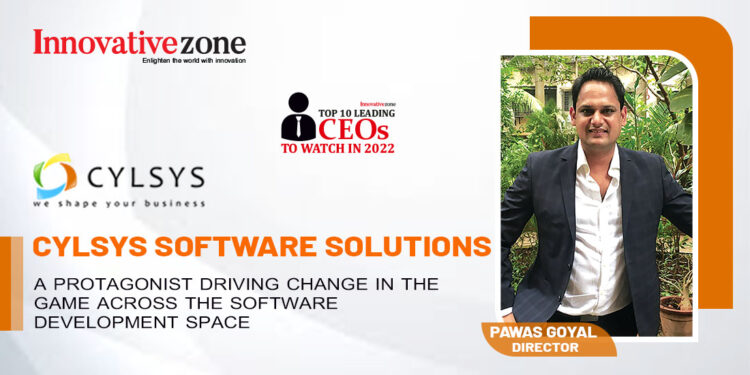 Innovativezone
Enlighten the world with innovation
Innovativezone
TOP 10 LEADING
CEOs
TO WATCH IN 2022
CYLSYS
we shape your business
CYLSYS SOFTWARE SOLUTIONS
A PROTAGONIST DRIVING CHANGE IN THE
GAME ACROSS THE SOFTWARE
DEVELOPMENT SPACE
PAWAS GOYAL
DIRECTOR